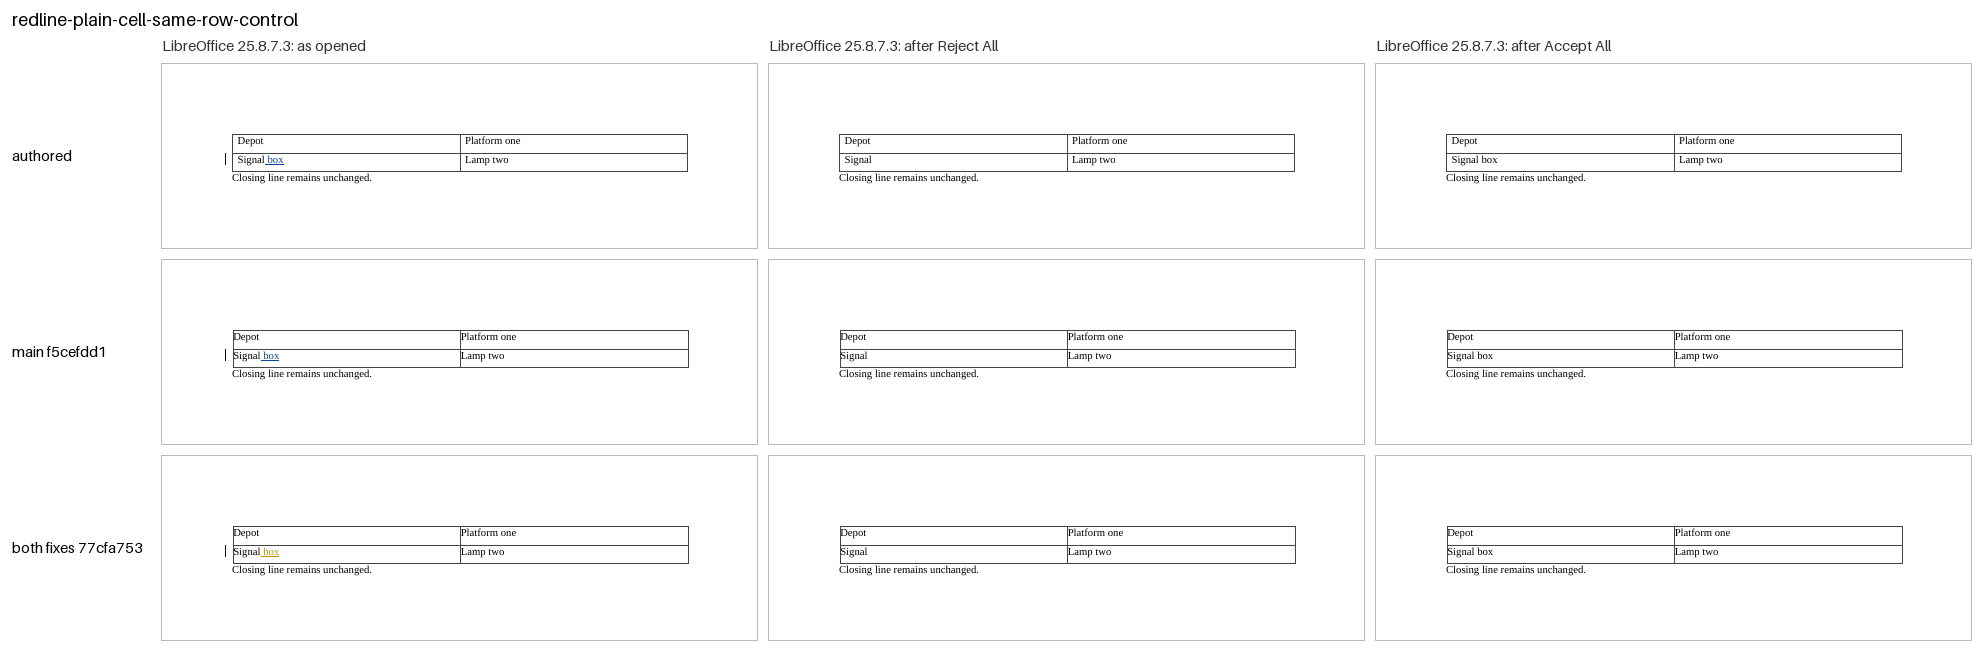 redline-plain-cell-same-row-control
LibreOffice 25.8.7.3: as opened
LibreOffice 25.8.7.3: after Reject All
LibreOffice 25.8.7.3: after Accept All
authored
Depot Platform one
Signal box Lamp two
Closing line remains unchanged.
Depot Platform one
Signal Lamp two
Closing line remains unchanged.
Depot Platform one
Signal box Lamp two
Closing line remains unchanged.
main f5cefdd1
Depot Platform one
Signal box Lamp two
Closing line remains unchanged.
Depot Platform one
Signal Lamp two
Closing line remains unchanged.
Depot Platform one
Signal box Lamp two
Closing line remains unchanged.
both fixes 77cfa753
Depot Platform one
Signal box Lamp two
Closing line remains unchanged.
Depot Platform one
Signal Lamp two
Closing line remains unchanged.
Depot Platform one
Signal box Lamp two
Closing line remains unchanged.